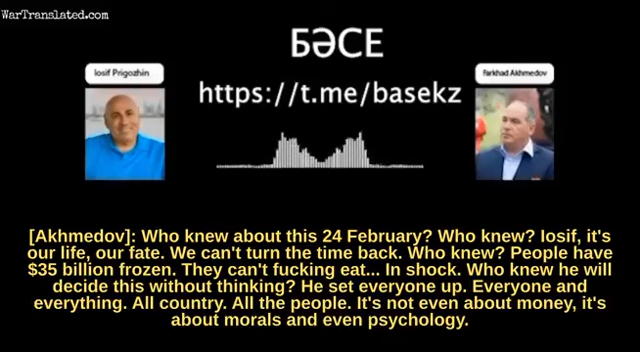 WarTranslated.com
БӘСЕ
Iosif Prigozhin
Farkhad Akhmedov
https://t.me/basekz
[Akhmedov]: Who knew about this 24 February? Who knew? Iosif, it's
our life, our fate. We can't turn the time back. Who knew? People have
$35 billion frozen. They can't fucking eat... In shock. Who knew he will
decide this without thinking? He set everyone up. Everyone and
everything. All country. All the people. It's not even about money, it's
about morals and even psychology.